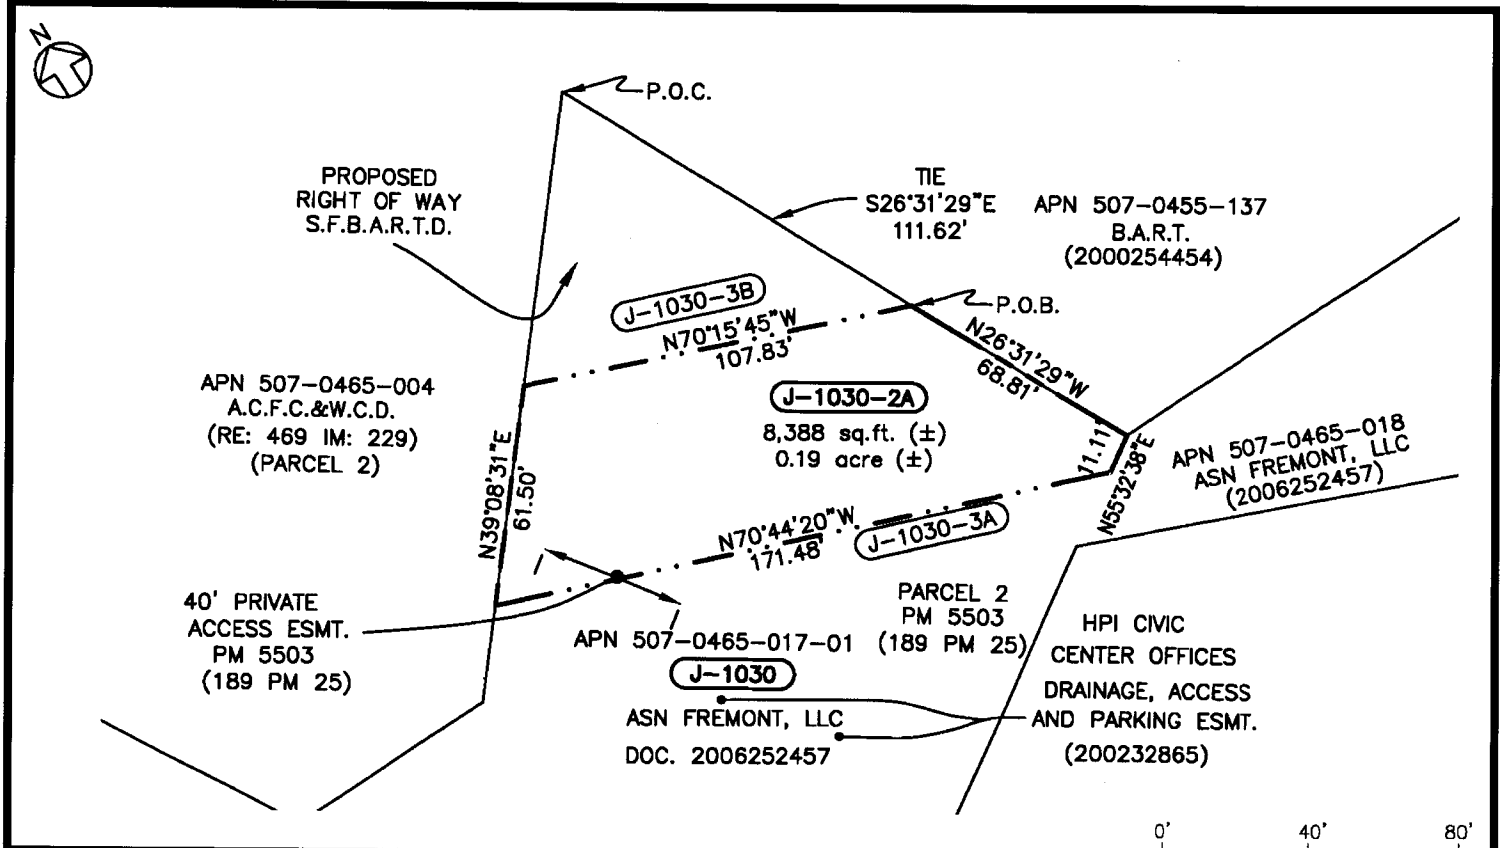 N
P.O.C.
PROPOSED
RIGHT OF WAY
S.F.B.A.R.T.D.
TIE
S26°31'29"E
111.62'
APN 507-0455-137
B.A.R.T.
(2000254454)
J-1030-3B
N70°15'45"W
107.83'
P.O.B.
N26°31'29"W
68.81'
APN 507-0465-004
A.C.F.C.&W.C.D.
(RE: 469 IM: 229)
(PARCEL 2)
J-1030-2A
8,388 sq.ft. (±)
0.19 acre (±)
N39°08'31"E
61.50'
11.11'
N55°32'38"E
APN 507-0465-018
ASN FREMONT, LLC
(2006252457)
N70°44'20"W
171.48'
J-1030-3A
40' PRIVATE
ACCESS ESMT.
PM 5503
(189 PM 25)
PARCEL 2
PM 5503
(189 PM 25)
APN 507-0465-017-01
J-1030
ASN FREMONT, LLC
DOC. 2006252457
HPI CIVIC
CENTER OFFICES
DRAINAGE, ACCESS
AND PARKING ESMT.
(200232865)
0' 40' 80'